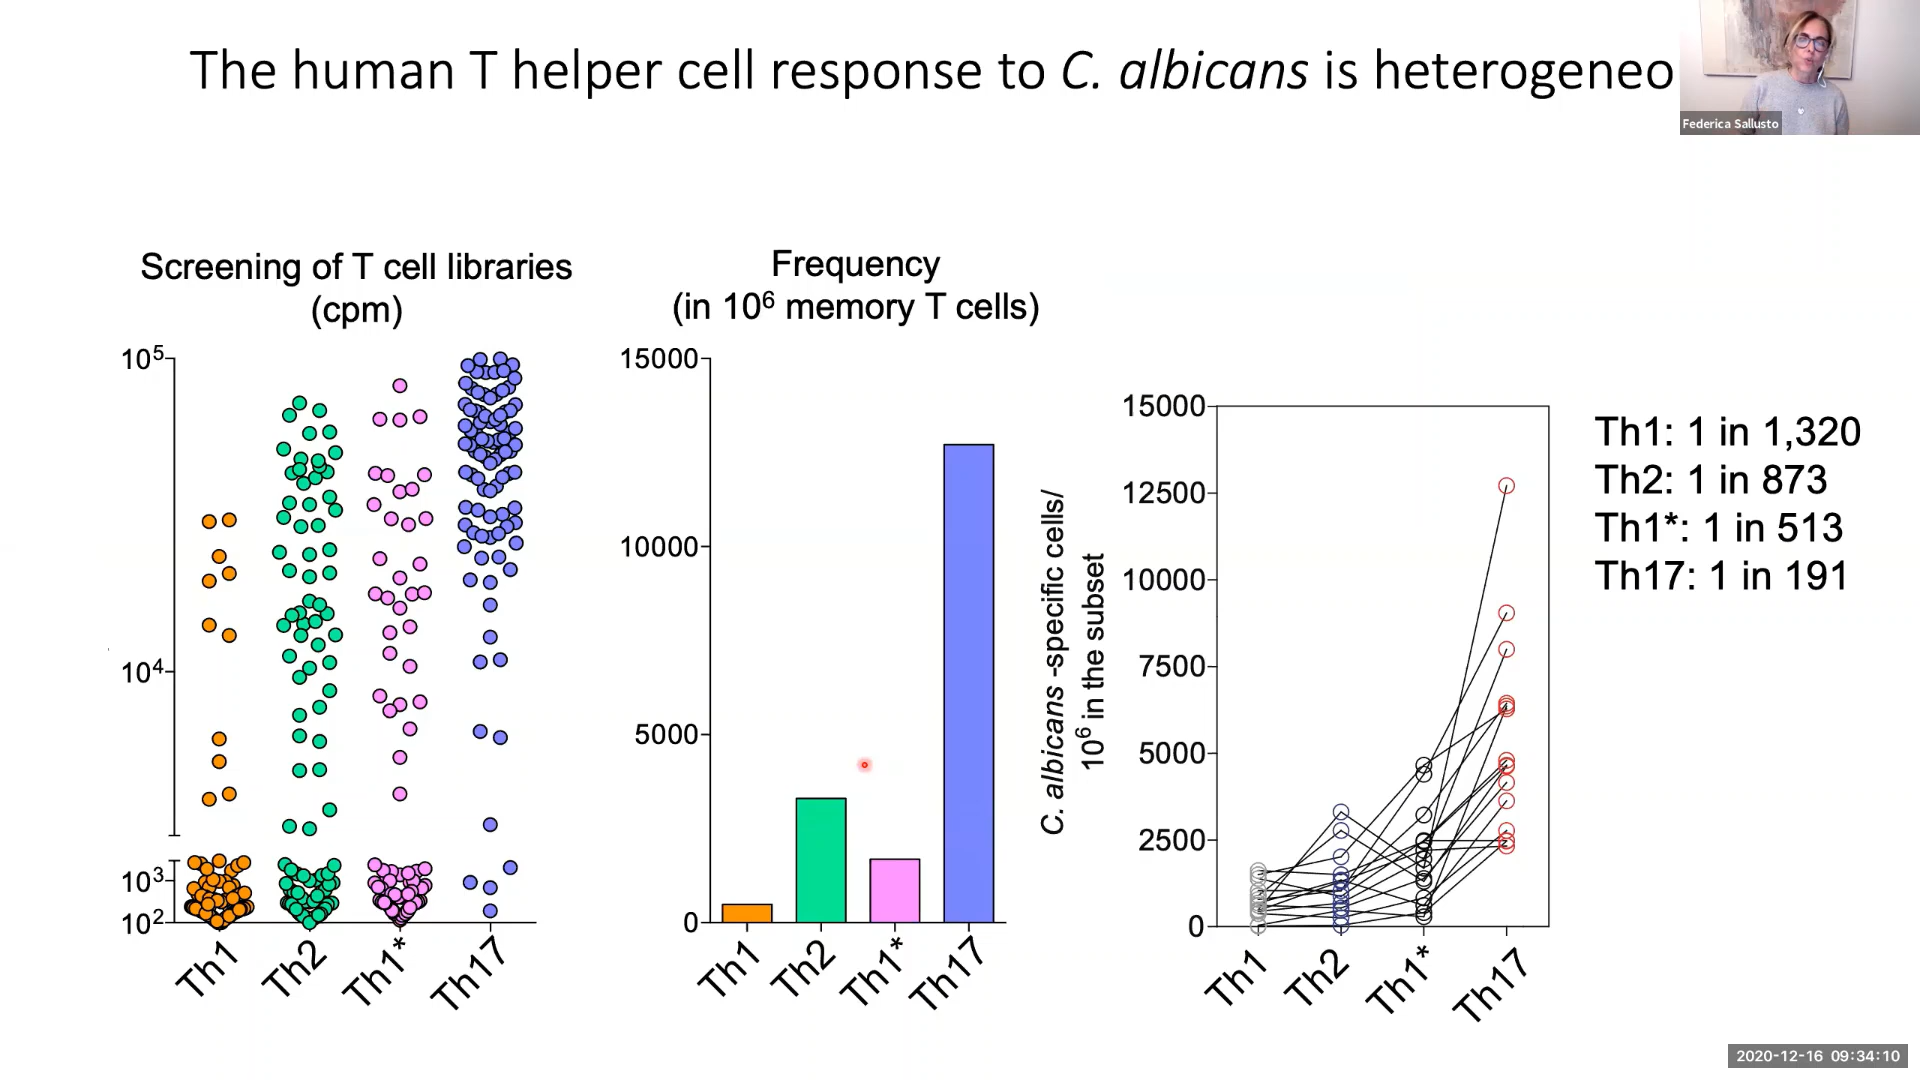 The human T helper cell response to C. albicans is heterogeneo
Federica Sallusto
Screening of T cell libraries
(cpm)
10⁵
10⁴
10³
10²
Th1
Th2
Th1*
Th17
Frequency
(in 10⁶ memory T cells)
15000
10000
5000
0
Th1
Th2
Th1*
Th17
C. albicans -specific cells/
10⁶ in the subset
15000
12500
10000
7500
5000
2500
0
Th1
Th2
Th1*
Th17
Th1: 1 in 1,320
Th2: 1 in 873
Th1*: 1 in 513
Th17: 1 in 191
2020-12-16 09:34:10